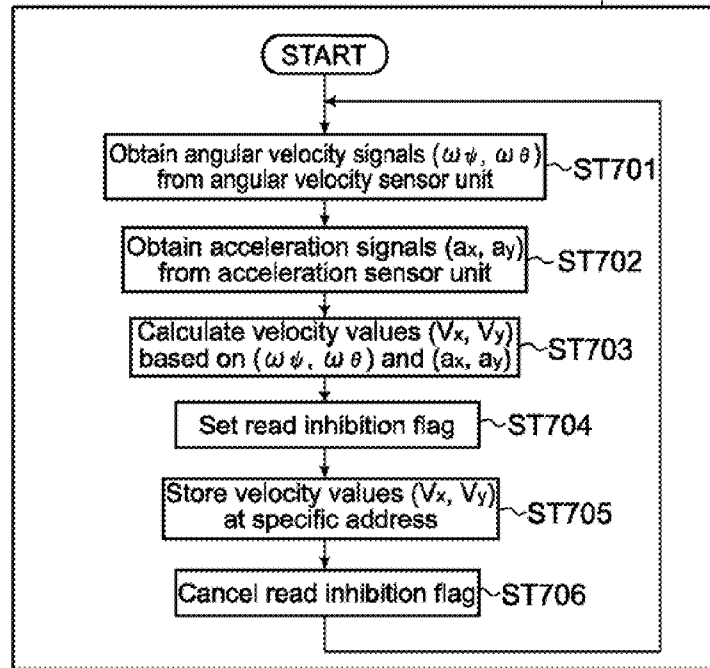 START
Obtain angular velocity signals (ωψ, ωθ)
from angular velocity sensor unit
ST701
Obtain acceleration signals (ax, ay)
from acceleration sensor unit
ST702
Calculate velocity values (Vx, Vy)
based on (ωψ, ωθ) and (ax, ay)
ST703
Set read inhibition flag
ST704
Store velocity values (Vx, Vy)
at specific address
ST705
Cancel read inhibition flag
ST706